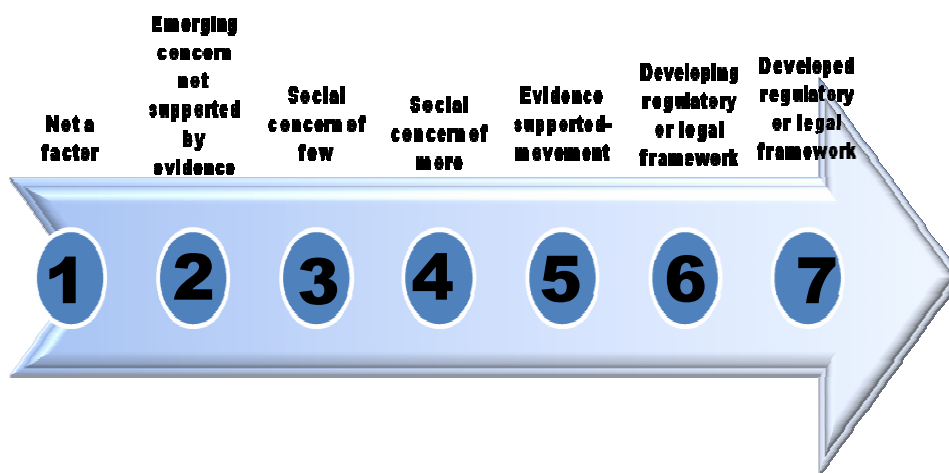 Not a
factor
1
Emerging
concern
not
supported
by
evidence
2
Social
concern of
few
3
Social
concern of
more
4
Evidence
supported-
movement
5
Developing
regulatory
or legal
framework
6
Developed
regulatory
or legal
framework
7